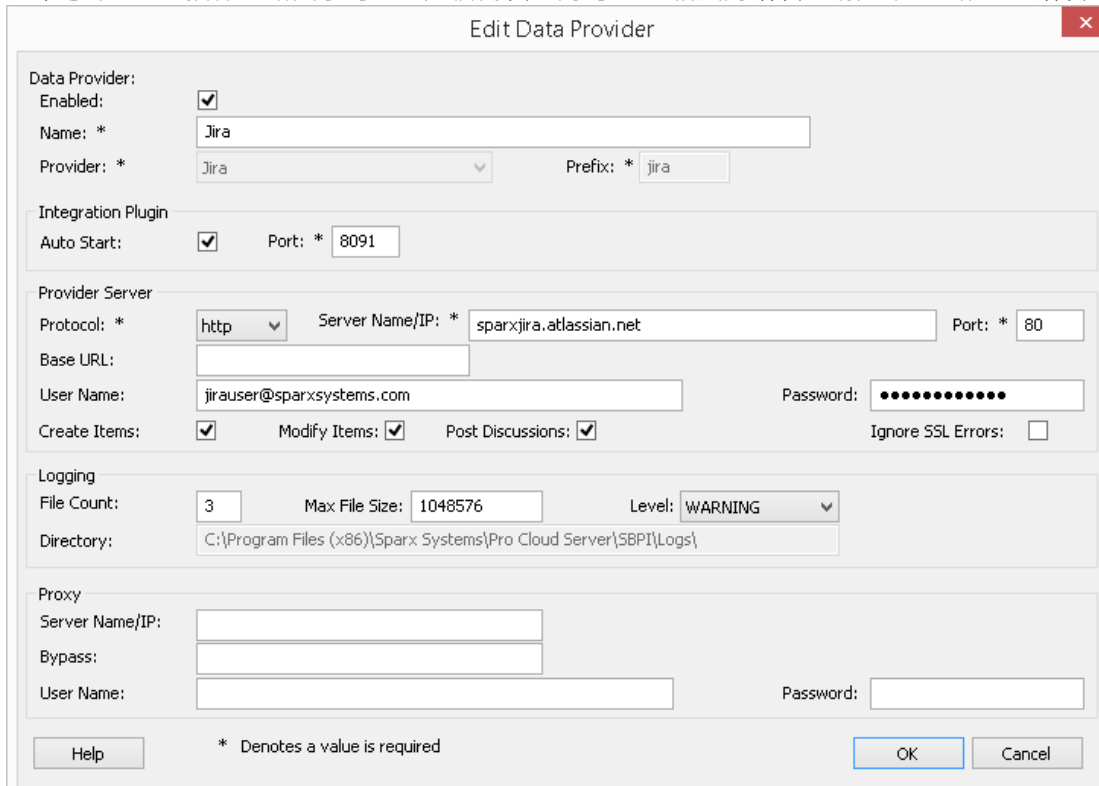 Edit Data Provider
Data Provider:
Enabled:
Name: * Jira
Provider: * Jira Prefix: * jira
Integration Plugin
Auto Start: Port: * 8091
Provider Server
Protocol: * http Server Name/IP: * sparxjira.atlassian.net Port: * 80
Base URL:
User Name: jirauser@sparxsystems.com Password: ●●●●●●●●●●●●
Create Items: Modify Items: Post Discussions: Ignore SSL Errors:
Logging
File Count: 3 Max File Size: 1048576 Level: WARNING
Directory: C:\Program Files (x86)\Sparx Systems\Pro Cloud Server\SBPI\Logs\
Proxy
Server Name/IP:
Bypass:
User Name: Password:
Help * Denotes a value is required OK Cancel